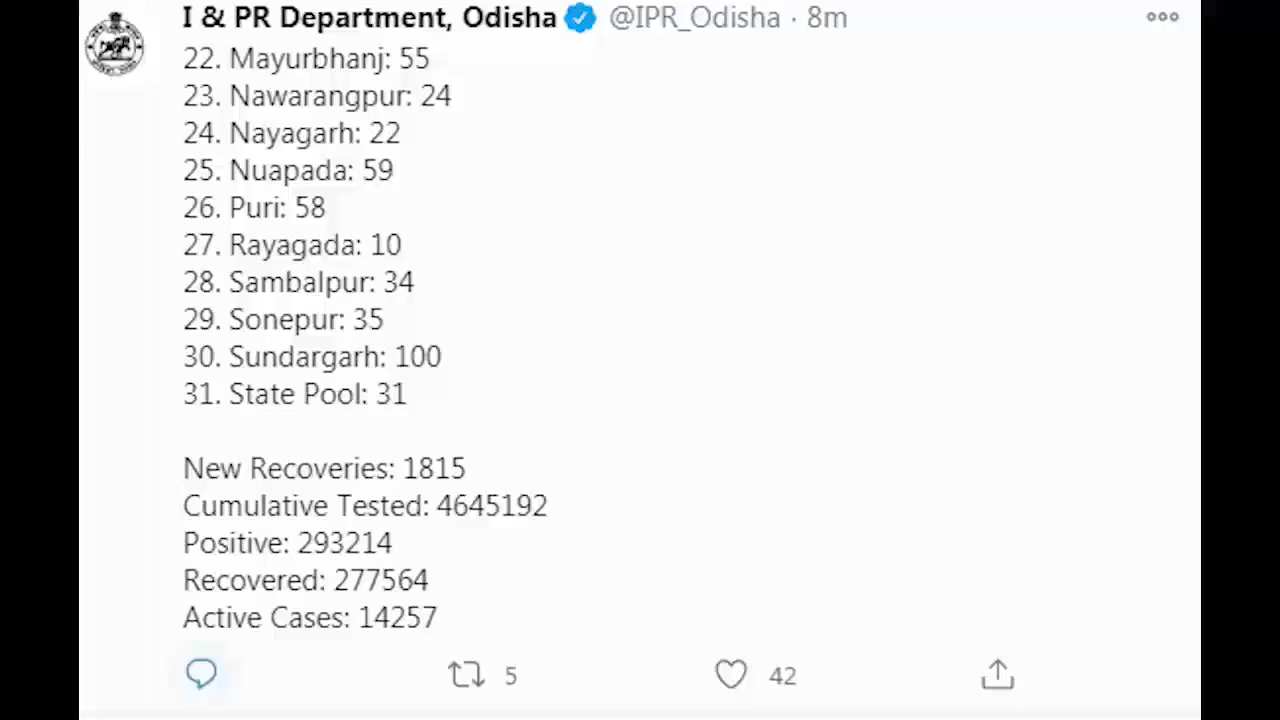 I & PR Department, Odisha @IPR_Odisha · 8m
22. Mayurbhanj: 55
23. Nawarangpur: 24
24. Nayagarh: 22
25. Nuapada: 59
26. Puri: 58
27. Rayagada: 10
28. Sambalpur: 34
29. Sonepur: 35
30. Sundargarh: 100
31. State Pool: 31
New Recoveries: 1815
Cumulative Tested: 4645192
Positive: 293214
Recovered: 277564
Active Cases: 14257
5 42